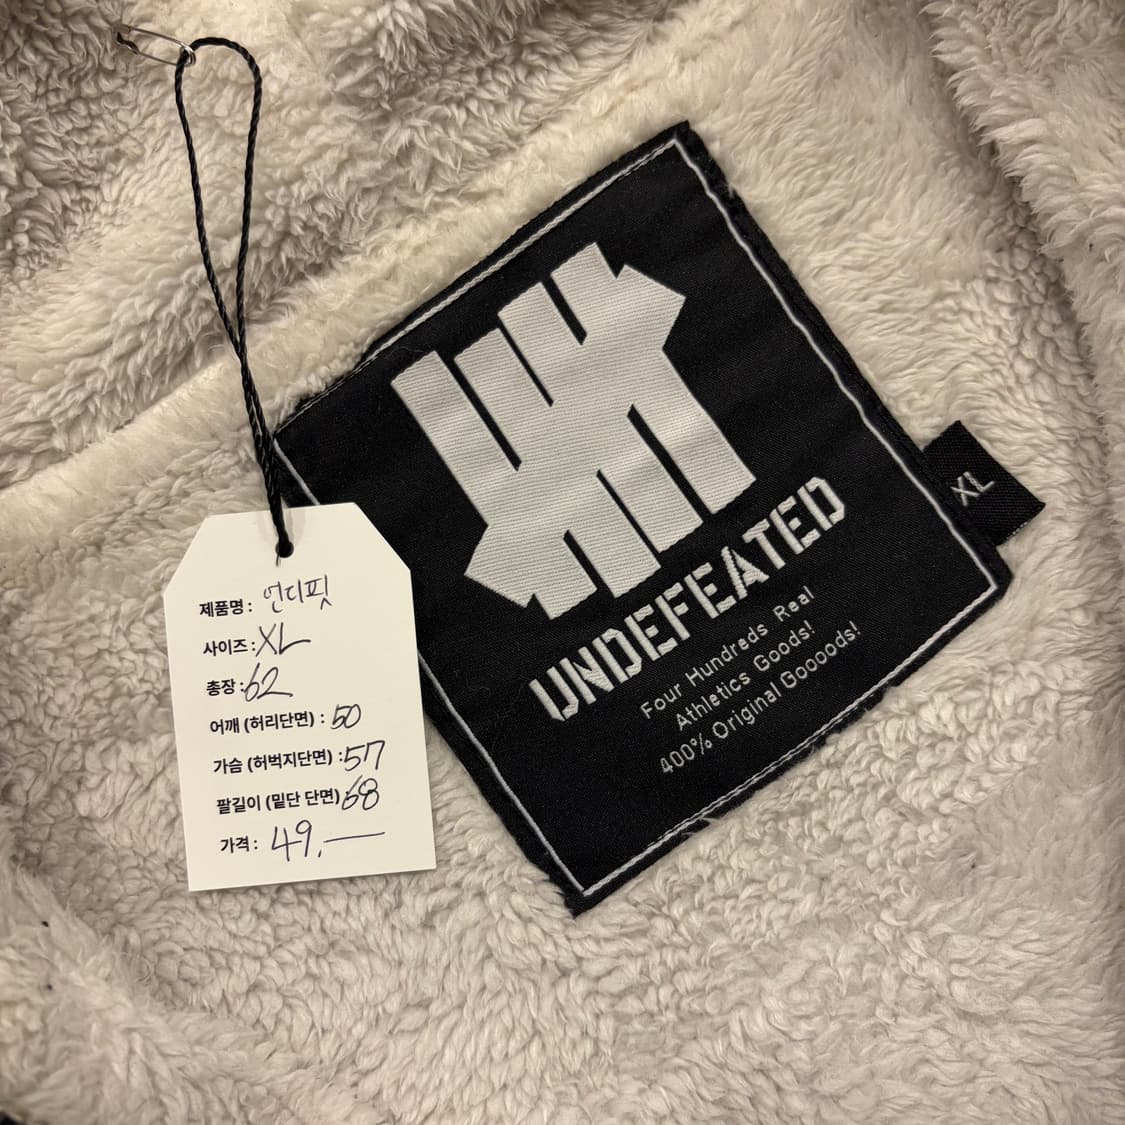 제품명: 언디핏
사이즈: XL
총장: 62
어깨 (허리단면) : 50
가슴 (허벅지단면) : 57
팔길이 (밑단 단면) : 68
가격: 49,—
UNDEFEATED
Four Hundreds Real
Athletics Goods!
400% Original Goooods!
XL